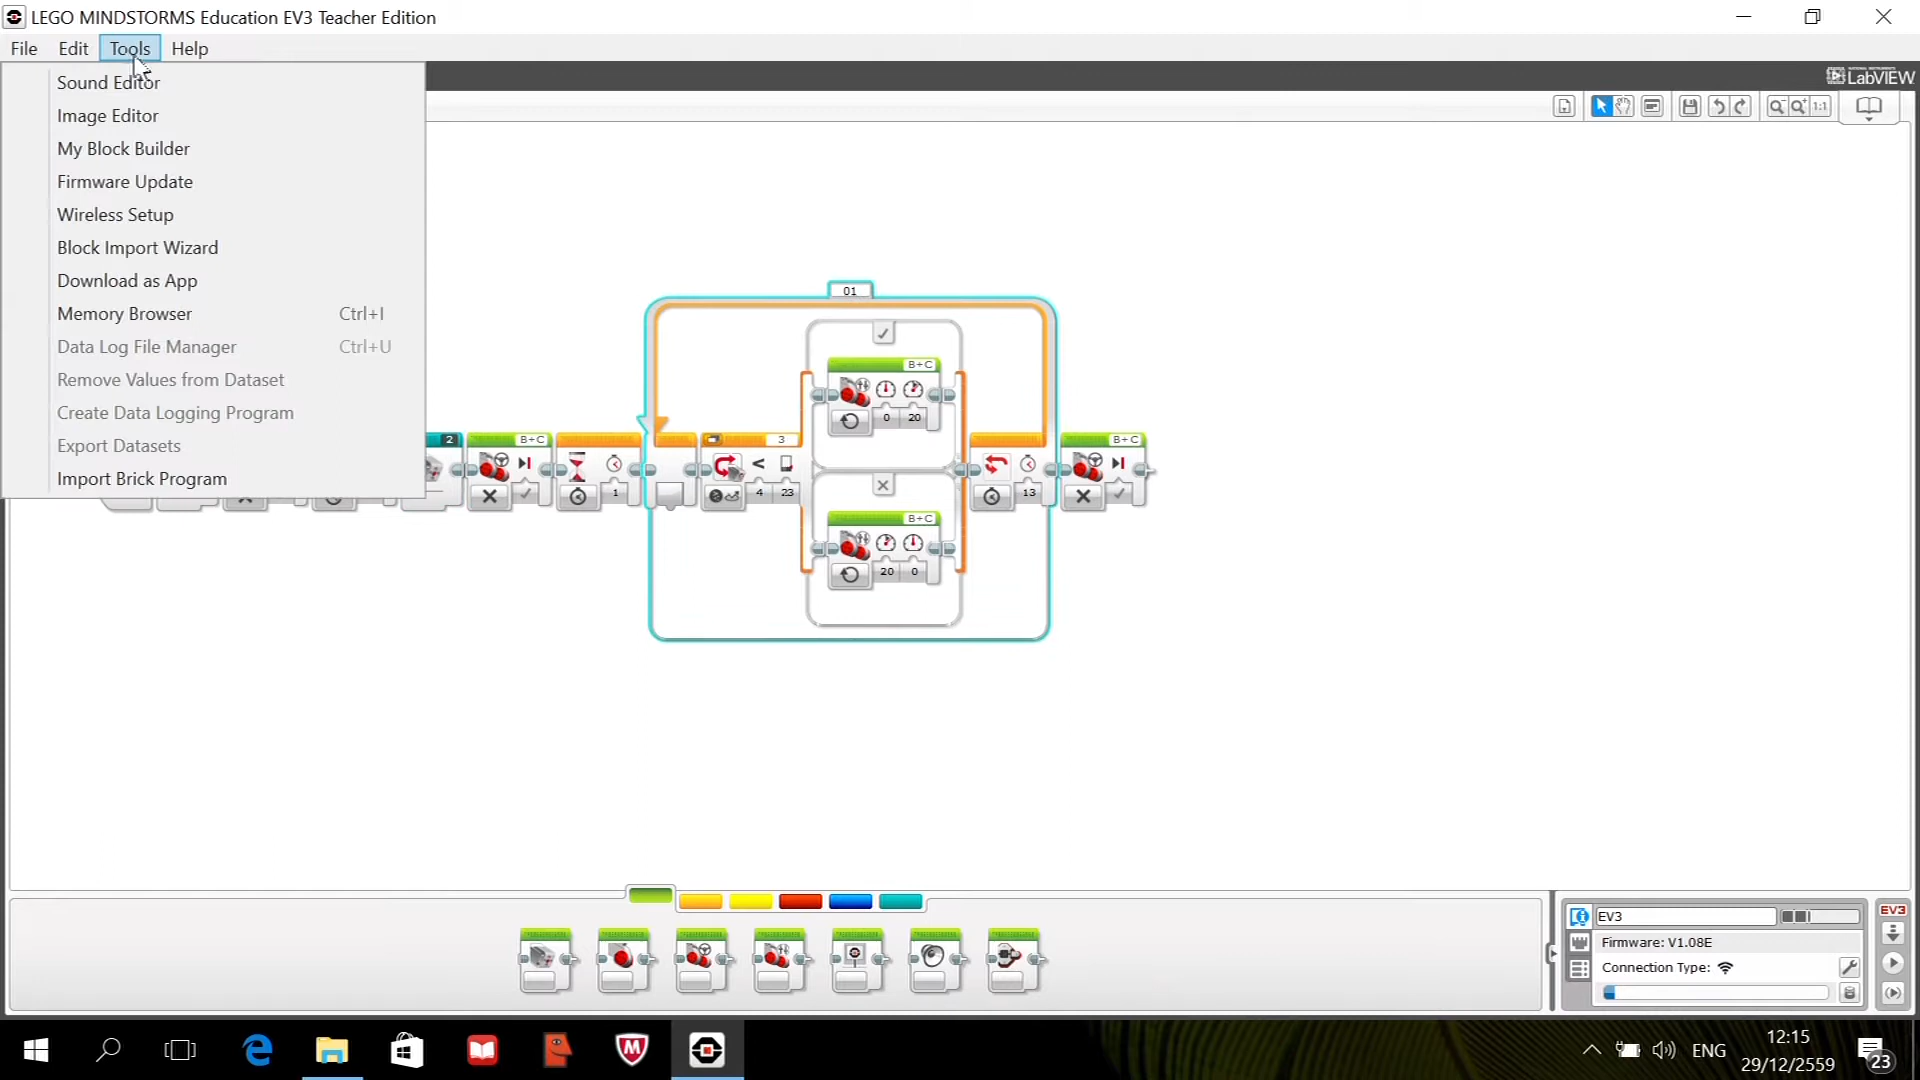 LEGO MINDSTORMS Education EV3 Teacher Edition
File Edit Tools Help
Sound Editor
Image Editor
My Block Builder
Firmware Update
Wireless Setup
Block Import Wizard
Download as App
Memory Browser Ctrl+I
Data Log File Manager Ctrl+U
Remove Values from Dataset
Create Data Logging Program
Export Datasets
Import Brick Program
LabVIEW
1:1
01
B+C
0 20
2 B+C 3 B+C
<
1 4 23 13
B+C
20 0
EV3 EV3
Firmware: V1.08E
Connection Type:
ENG
12:15
29/12/2559
23